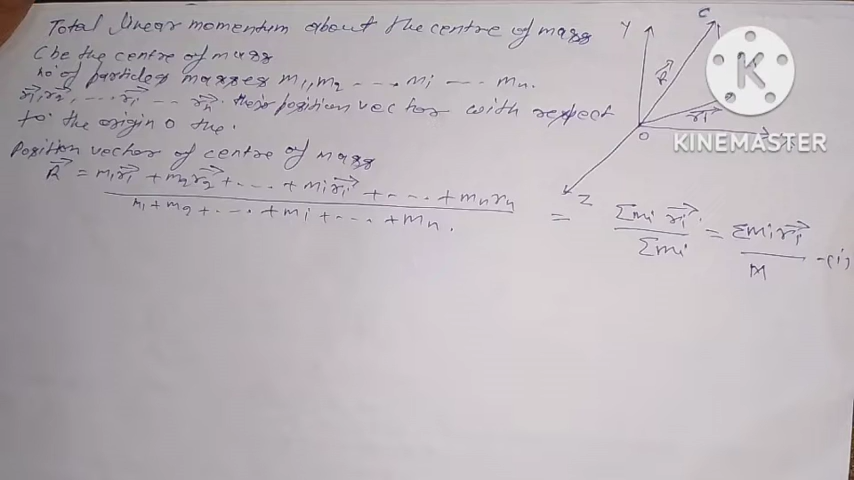 Total linear momentum about the centre of mass
C be the centre of mass
no of particles masses m₁, m₂ ---- mᵢ ---- mₙ.
r₁⃗, r₂⃗, ... rᵢ⃗ .. rₙ⃗ their position vector with respect
to the origin O the.
Position vector of centre of mass
R⃗ = m₁r₁⃗ + m₂r₂⃗ + .... + mᵢrᵢ⃗ + .... + mₙrₙ / m₁ + m₂ + .... + mᵢ + .... + mₙ. = Σmᵢ rᵢ⃗ / Σmᵢ = Σmᵢrᵢ⃗ / M -(i)
Y
C
R⃗
rᵢ⃗
O
X
Z
K
KINEMASTER